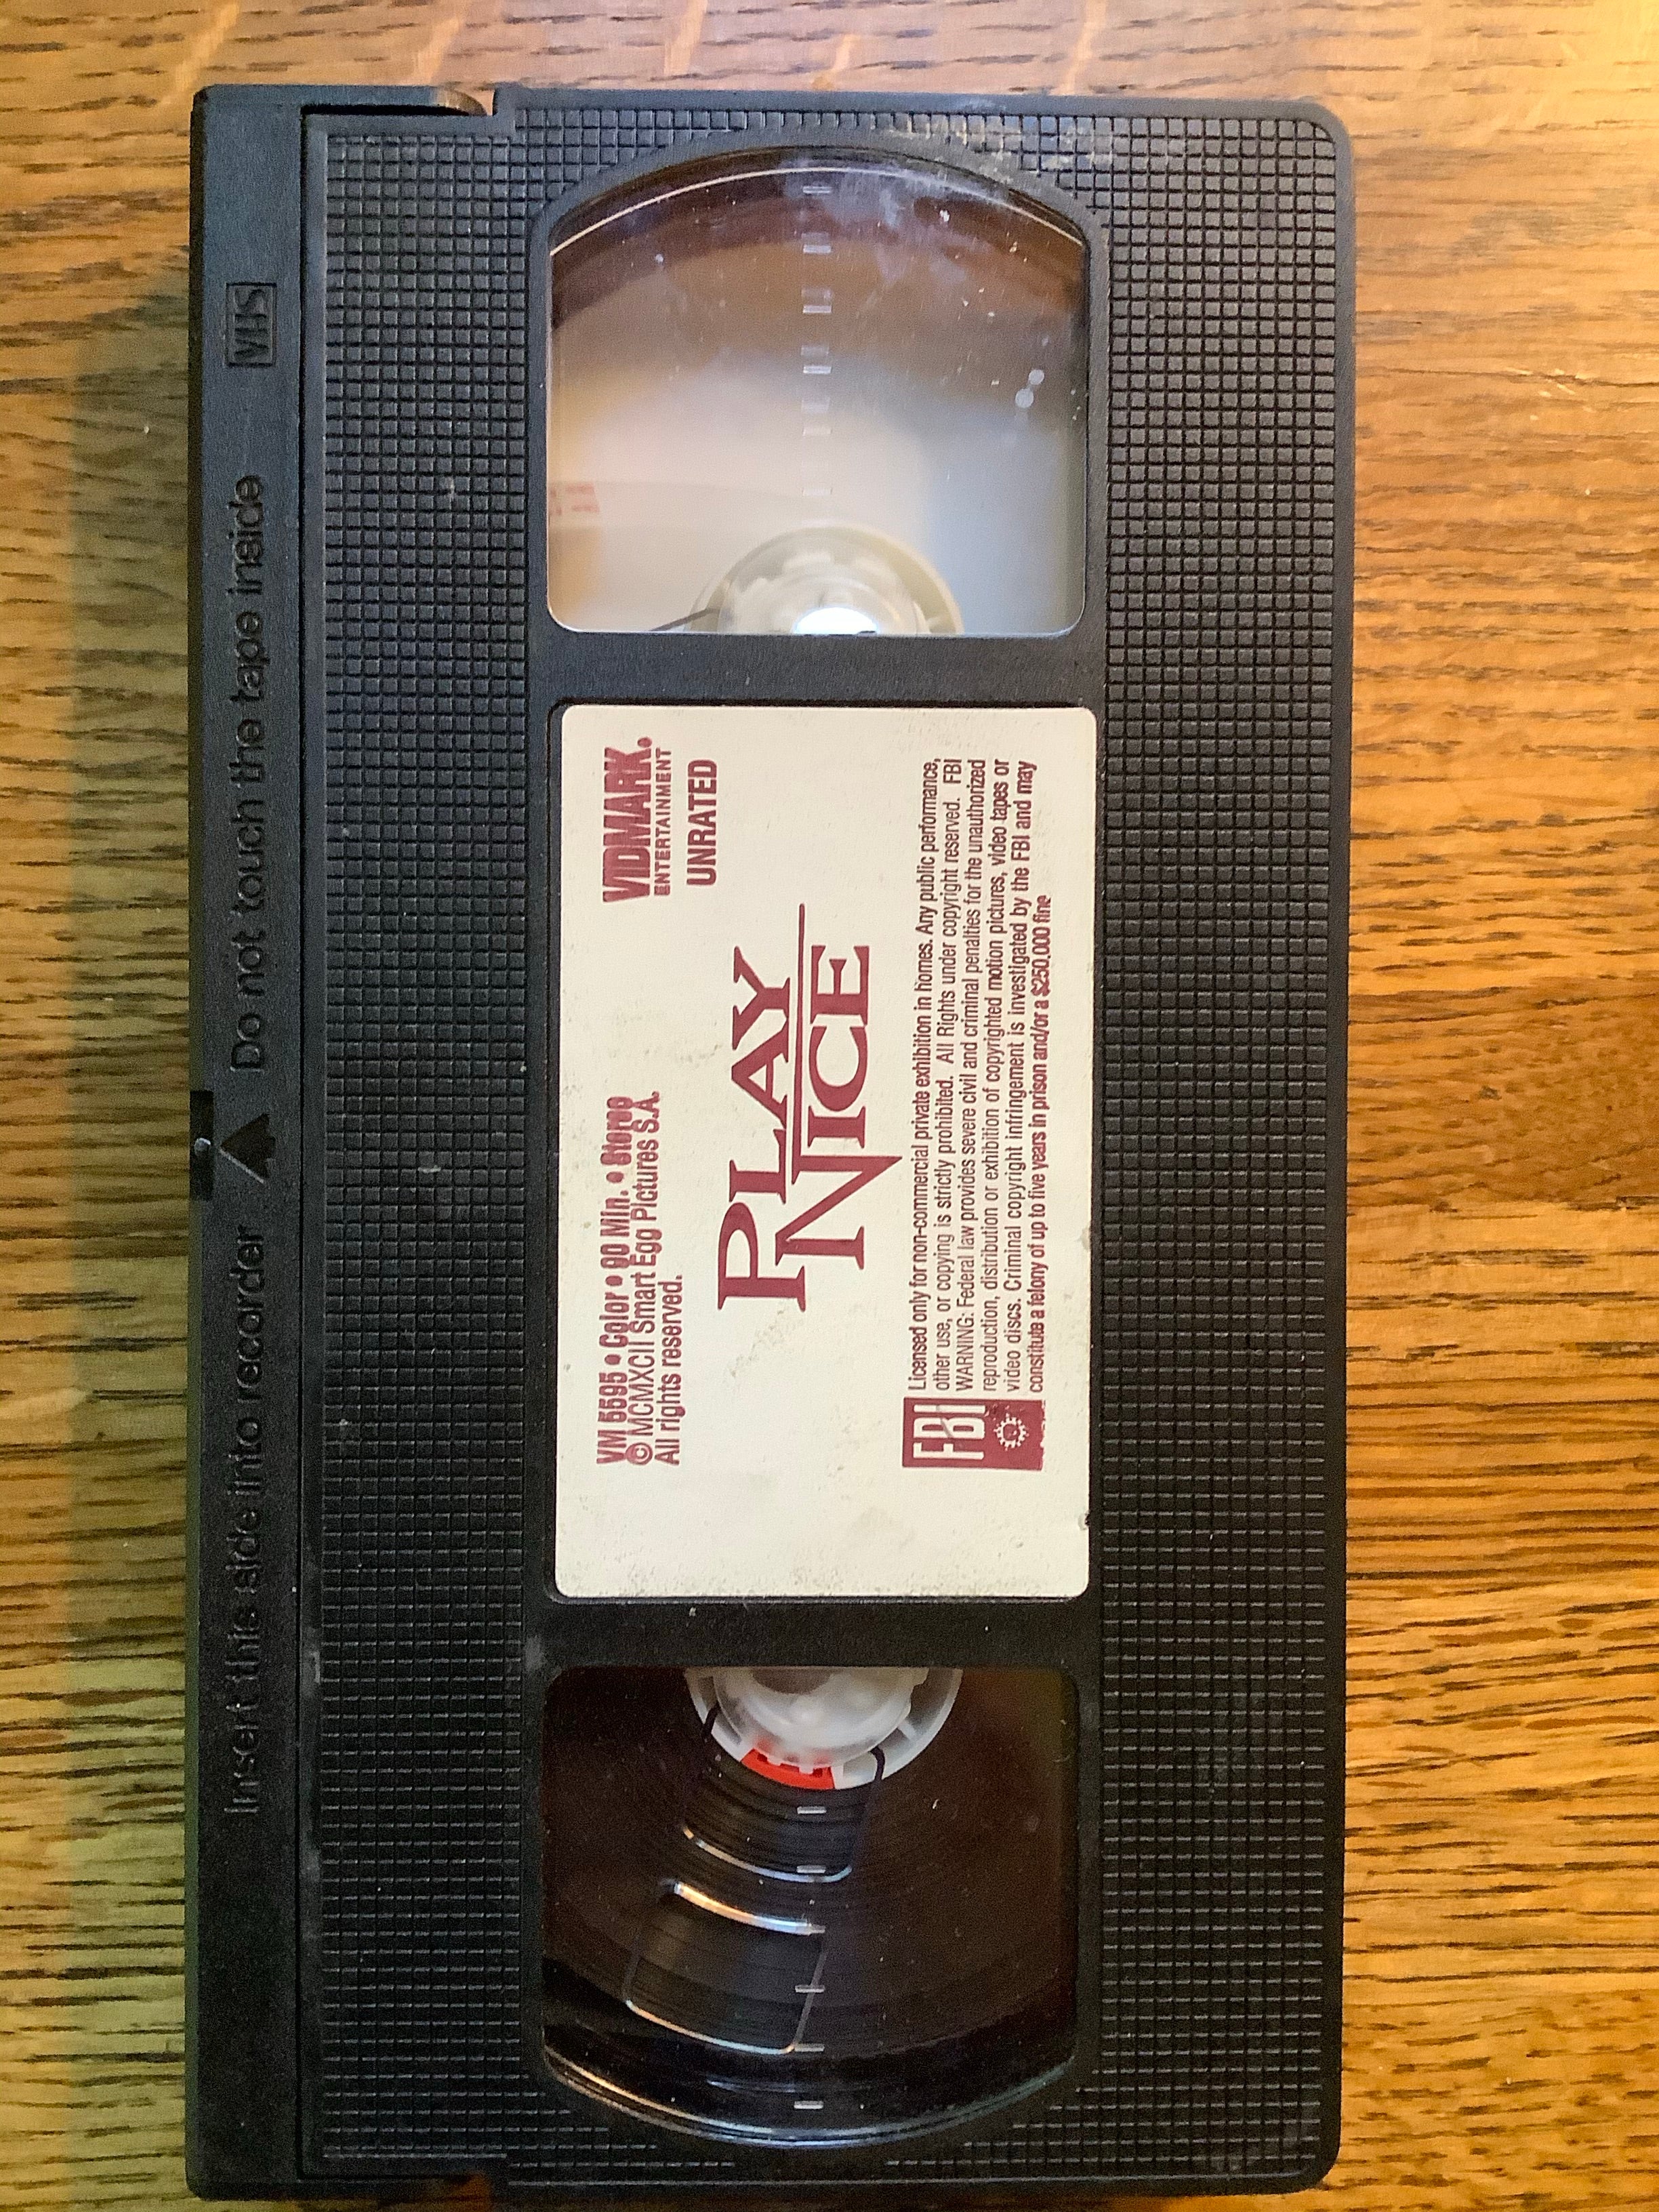 Insert this side into recorder
Do not touch the tape inside
VHS
VM 5595 • Color • 90 Min. • Stereo
© MCMXCII Smart Egg Pictures S.A.
All rights reserved.
VIDMARK®
ENTERTAINMENT
UNRATED
PLAY
NICE
FBI
Licensed only for non-commercial private exhibition in homes. Any public performance,
other use, or copying is strictly prohibited. All Rights under copyright reserved. FBI
WARNING: Federal law provides severe civil and criminal penalties for the unauthorized
reproduction, distribution or exhibition of copyrighted motion pictures, video tapes or
video discs. Criminal copyright infringement is investigated by the FBI and may
constitute a felony of up to five years in prison and/or a $250,000 fine